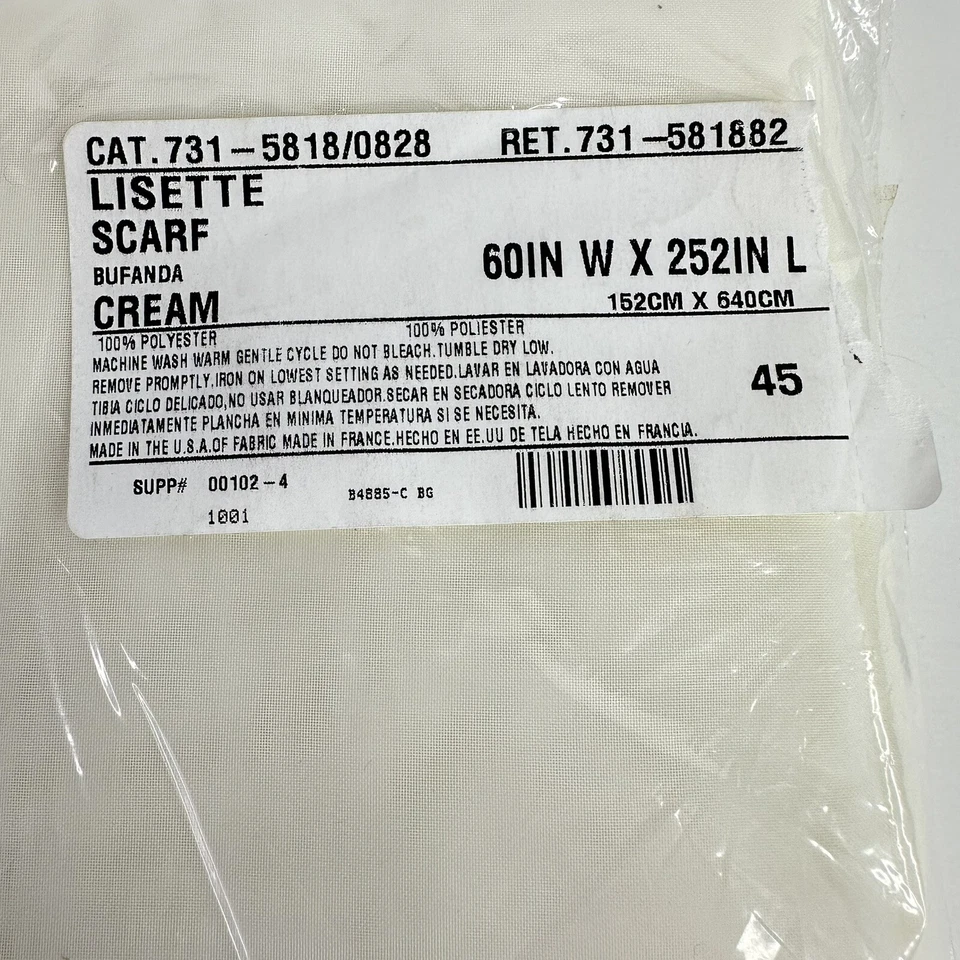 CAT.731-5818/0828 RET.731-581882
LISETTE
SCARF
BUFANDA
60IN W X 252IN L
CREAM
152CM X 640CM
100% POLYESTER 100% POLIESTER
MACHINE WASH WARM GENTLE CYCLE DO NOT BLEACH.TUMBLE DRY LOW.
REMOVE PROMPTLY,IRON ON LOWEST SETTING AS NEEDED.LAVAR EN LAVADORA CON AGUA
TIBIA CICLO DELICADO,NO USAR BLANQUEADOR.SECAR EN SECADORA CICLO LENTO REMOVER
INMEDIATAMENTE PLANCHA EN MINIMA TEMPERATURA SI SE NECESITA.
MADE IN THE U.S.A.OF FABRIC MADE IN FRANCE.HECHO EN EE.UU DE TELA HECHO EN FRANCIA.
45
SUPP# 00102-4
B4885-C BG
1001